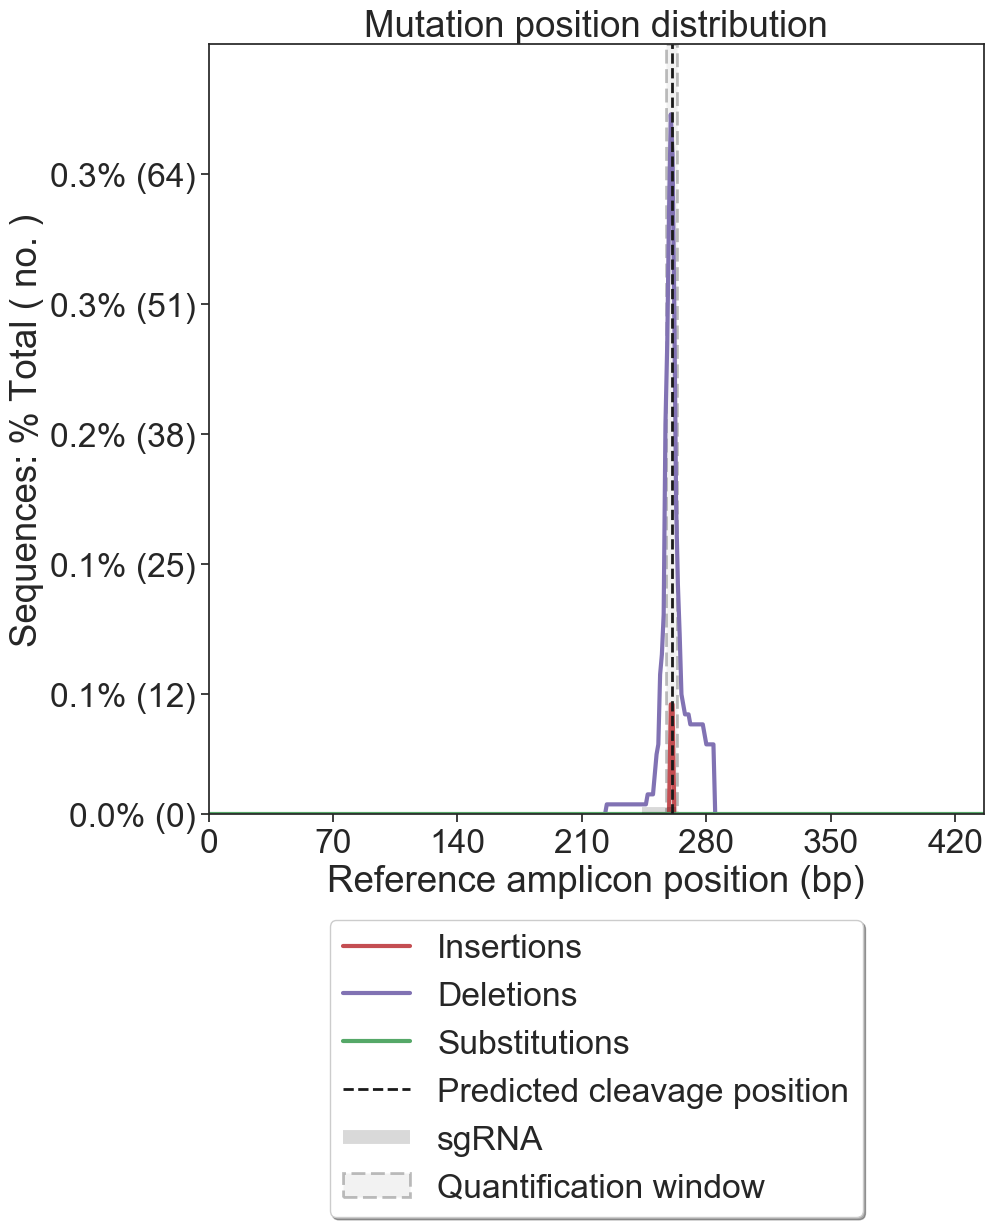 Mutation position distribution
Sequences: % Total ( no. )
0.3% (64)
0.3% (51)
0.2% (38)
0.1% (25)
0.1% (12)
0.0% (0)
0 70 140 210 280 350 420
Reference amplicon position (bp)
Insertions
Deletions
Substitutions
Predicted cleavage position
sgRNA
Quantification window